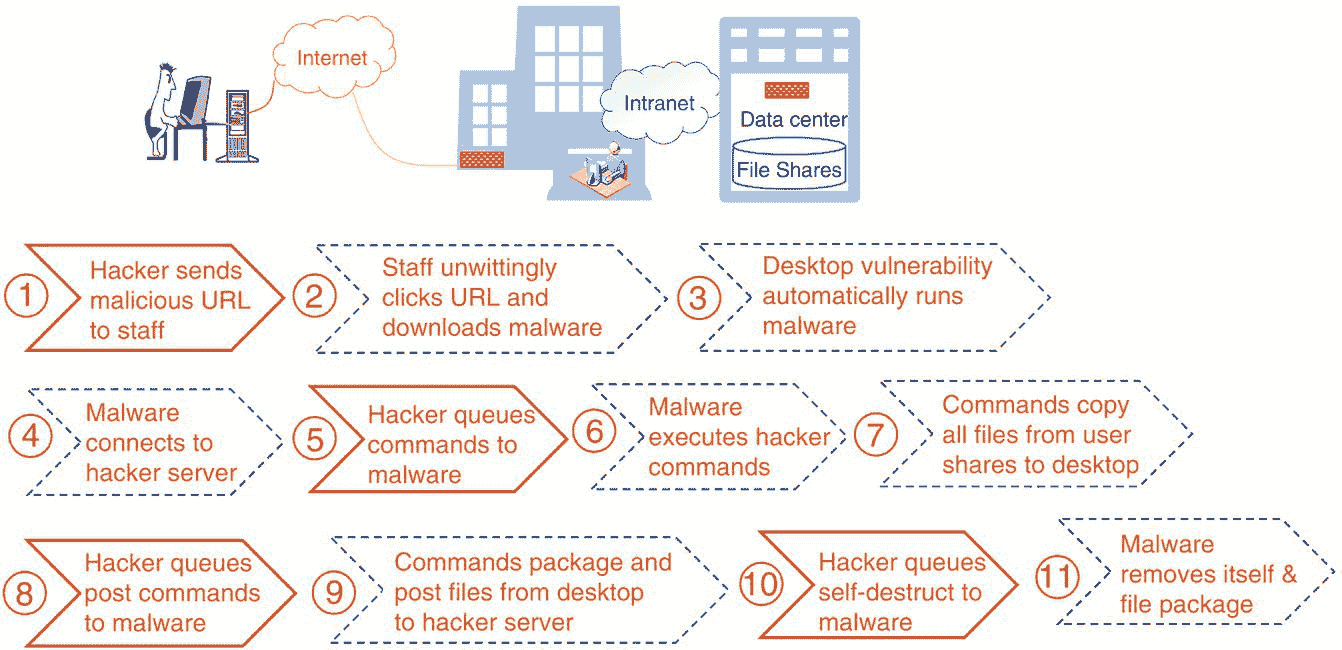 Internet
Intranet
Data center
File Shares
1
Hacker sends
malicious URL
to staff
2
Staff unwittingly
clicks URL and
downloads malware
3
Desktop vulnerability
automatically runs
malware
4
Malware
connects to
hacker server
5
Hacker queues
commands to
malware
6
Malware
executes hacker
commands
7
Commands copy
all files from user
shares to desktop
8
Hacker queues
post commands
to malware
9
Commands package and
post files from desktop
to hacker server
10
Hacker queues
self-destruct to
malware
11
Malware
removes itself &
file package